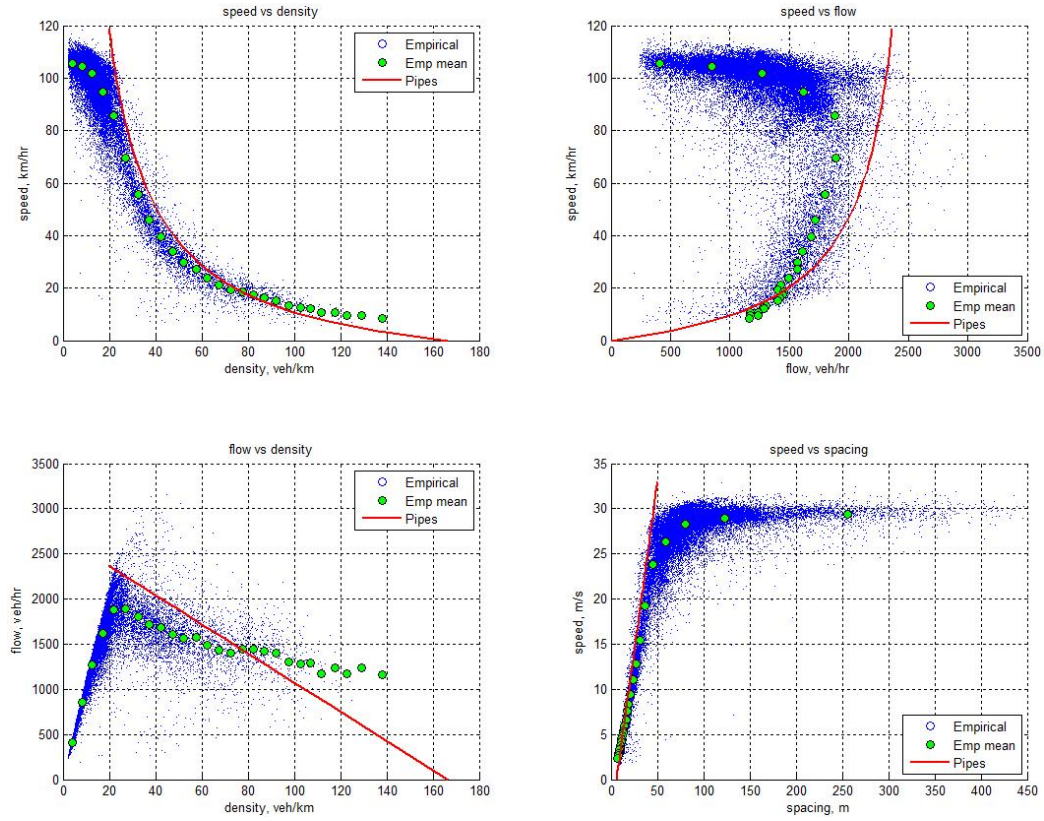 speed vs density
speed, km/hr
120
100
80
60
40
20
0
0 20 40 60 80 100 120 140 160 180
density, veh/km
Empirical
Emp mean
Pipes
speed vs flow
speed, km/hr
120
100
80
60
40
20
0
0 500 1000 1500 2000 2500 3000 3500
flow, veh/hr
Empirical
Emp mean
Pipes
flow vs density
flow, veh/hr
3500
3000
2500
2000
1500
1000
500
0
0 20 40 60 80 100 120 140 160 180
density, veh/km
Empirical
Emp mean
Pipes
speed vs spacing
speed, m/s
35
30
25
20
15
10
5
0
0 50 100 150 200 250 300 350 400 450
spacing, m
Empirical
Emp mean
Pipes